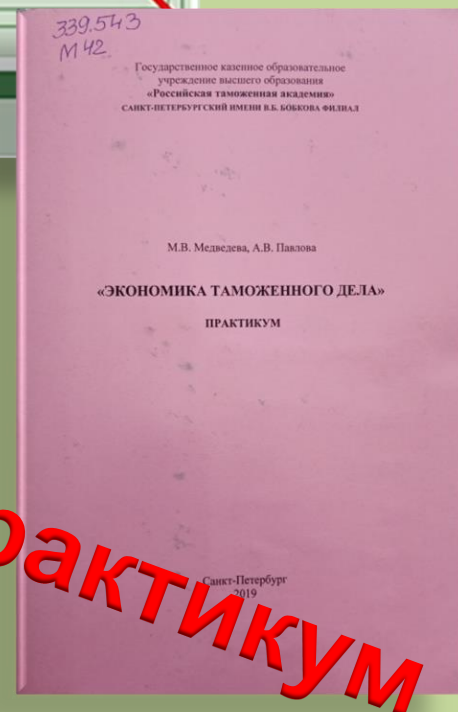 339.543
М 42
Государственное казенное образовательное
учреждение высшего образования
«Российская таможенная академия»
САНКТ-ПЕТЕРБУРГСКИЙ ИМЕНИ В.Б. БОБКОВА ФИЛИАЛ
М.В. Медведева, А.В. Павлова
«ЭКОНОМИКА ТАМОЖЕННОГО ДЕЛА»
ПРАКТИКУМ
Санкт-Петербург
2019
рактикум